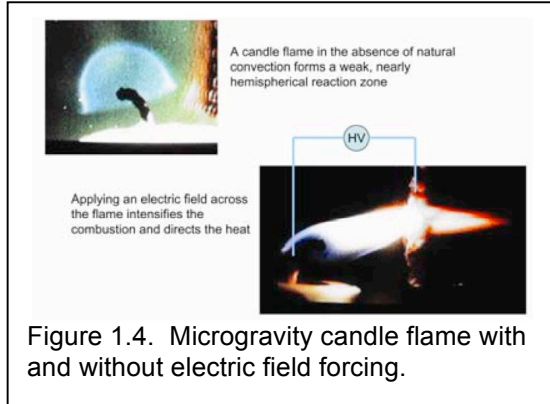 A candle flame in the absence of natural
convection forms a weak, nearly
hemispherical reaction zone
HV
Applying an electric field across
the flame intensifies the
combustion and directs the heat
Figure 1.4.  Microgravity candle flame with
and without electric field forcing.